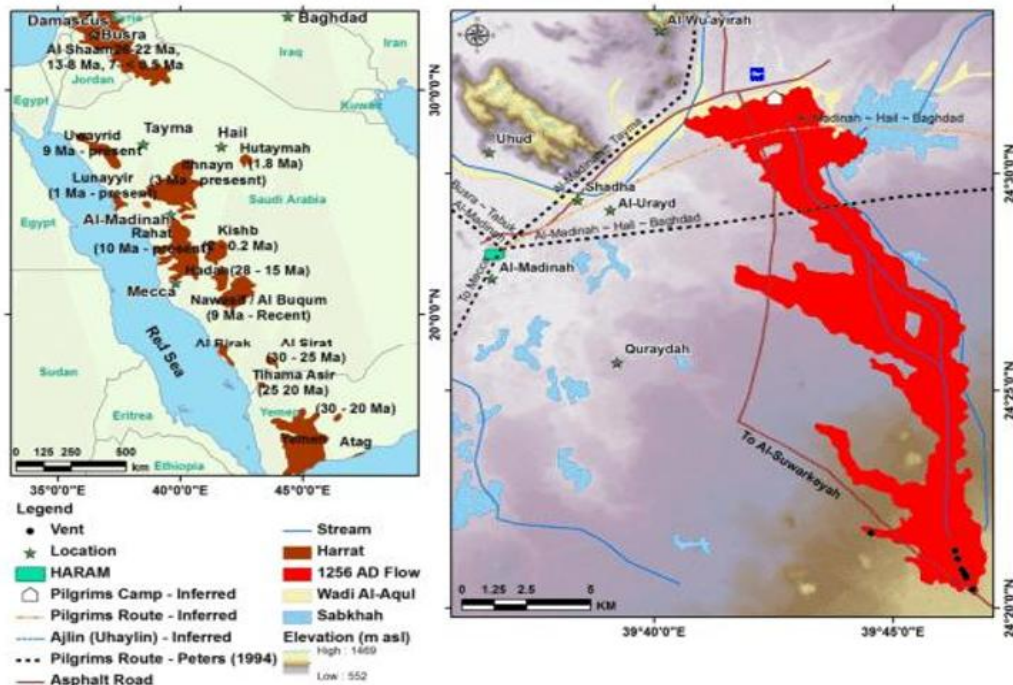 Damascus
Syria
Busra
Baghdad
Al Shaam 26-22 Ma,
13-8 Ma, 7- < 0.5 Ma
Iraq
Iran
Jordan
Egypt
Kuwait
Tayma
Hail
Uwayrid
9 Ma - present
Hutaymah
(1.8 Ma)
Khnayn
(3 Ma - presesnt)
Lunayyir
(1 Ma - present)
Saudi Arabia
Egypt
Al-Madinah
Rahat
(10 Ma - present)
Kishb
0.2 Ma)
Hadan (28 - 15 Ma)
Mecca
/ Al Buqum
(9 Ma - Recent)
Red Sea
Al Birak
Al Sirat
(30 - 25 Ma)
Sudan
Tihama Asir
(25 20 Ma)
Eritrea
Yemen
(30 - 20 Ma)
Atag
Ethiopia
0 125 250 500
km
35°0'0"E 40°0'0"E 45°0'0"E
30°0'0"N
20°0'0"N
Al Wu-ayirah
Uhud
Al-Madinah ~ Tayma
Madinah ~ Hail ~ Baghdad
Shadha
Al-Urayd
Busra ~ Tabuk
Al-Madinah
Al-Madinah ~ Hail ~ Baghdad
To Mecca
Al-Madinah
Quraydah
To Al-Suwarkeyah
0 1.25 2.5 5
KM
39°40'0"E 39°45'0"E
24°30'0"N
24°25'0"N
24°20'0"N
Legend
Vent
Location
HARAM
Pilgrims Camp - Inferred
Pilgrims Route - Inferred
Ajlin (Uhaylin) - Inferred
Pilgrims Route - Peters (1994)
Asphalt Road
Stream
Harrat
1256 AD Flow
Wadi Al-Aqul
Sabkhah
Elevation (m asl)
High : 1469
Low : 552